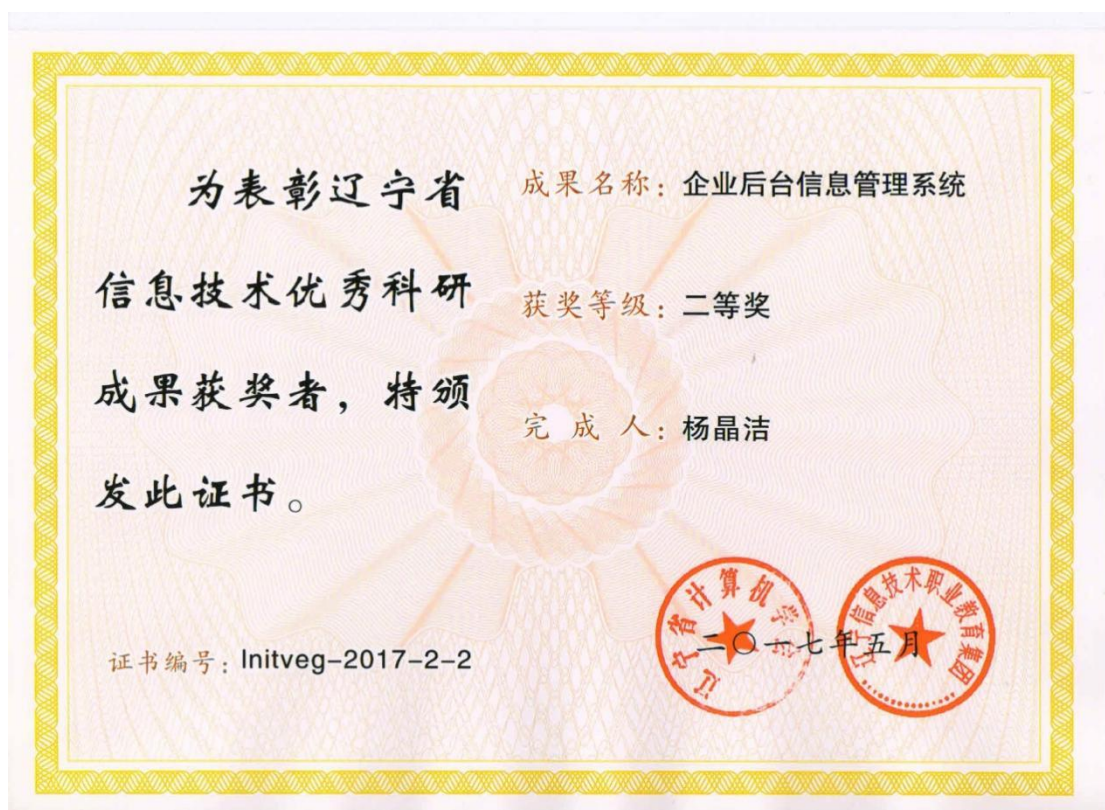 为表彰辽宁省
信息技术优秀科研
成果获奖者，特颁
发此证书。
成果名称：企业后台信息管理系统
获奖等级：二等奖
完成人：杨晶洁
证书编号：lnitveg-2017-2-2
辽宁省计算机学会
辽宁信息技术职业教育集团
二〇一七年五月